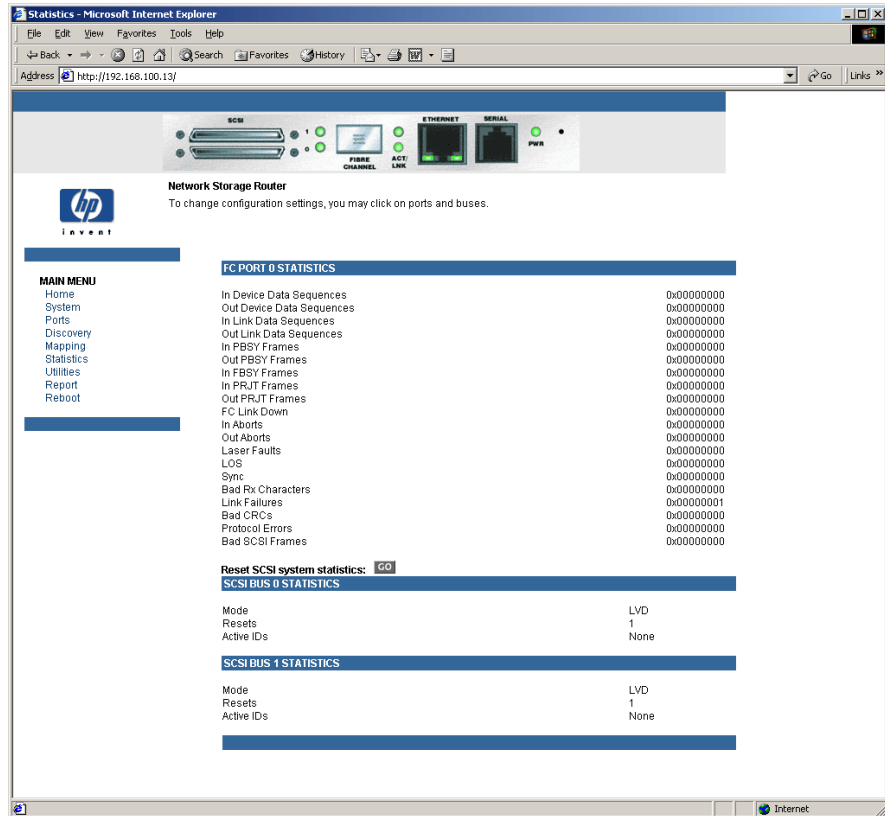 Statistics - Microsoft Internet Explorer
File Edit View Favorites Tools Help
Back Search Favorites History
Address http://192.168.100.13/ Go Links »
SCSI ETHERNET SERIAL
1
0
FIBRE CHANNEL ACT/ LNK PWR
hp
invent
Network Storage Router
To change configuration settings, you may click on ports and buses.
MAIN MENU
Home
System
Ports
Discovery
Mapping
Statistics
Utilities
Report
Reboot
FC PORT 0 STATISTICS
In Device Data Sequences 0x00000000
Out Device Data Sequences 0x00000000
In Link Data Sequences 0x00000000
Out Link Data Sequences 0x00000000
In PBSY Frames 0x00000000
Out PBSY Frames 0x00000000
In FBSY Frames 0x00000000
In PRJT Frames 0x00000000
Out PRJT Frames 0x00000000
FC Link Down 0x00000000
In Aborts 0x00000000
Out Aborts 0x00000000
Laser Faults 0x00000000
LOS 0x00000000
Sync 0x00000000
Bad Rx Characters 0x00000000
Link Failures 0x00000001
Bad CRCs 0x00000000
Protocol Errors 0x00000000
Bad SCSI Frames 0x00000000
Reset SCSI system statistics: GO
SCSI BUS 0 STATISTICS
Mode LVD
Resets 1
Active IDs None
SCSI BUS 1 STATISTICS
Mode LVD
Resets 1
Active IDs None
Internet